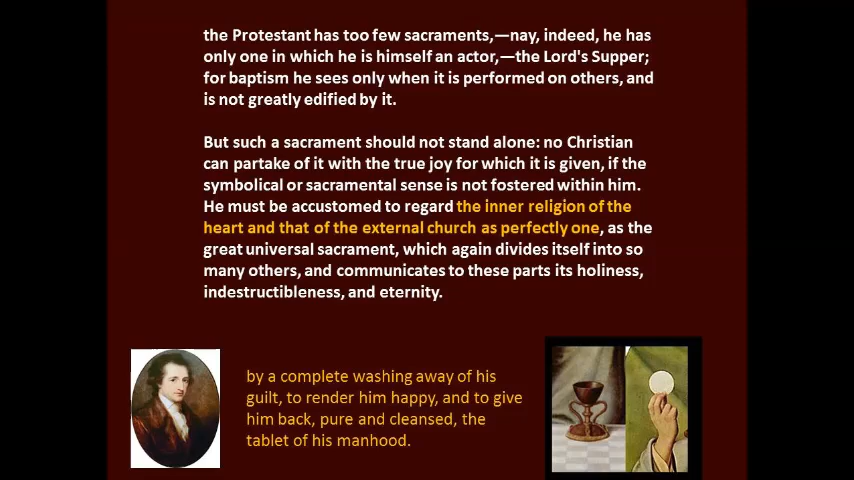 the Protestant has too few sacraments,—nay, indeed, he has
only one in which he is himself an actor,—the Lord's Supper;
for baptism he sees only when it is performed on others, and
is not greatly edified by it.
But such a sacrament should not stand alone: no Christian
can partake of it with the true joy for which it is given, if the
symbolical or sacramental sense is not fostered within him.
He must be accustomed to regard the inner religion of the
heart and that of the external church as perfectly one, as the
great universal sacrament, which again divides itself into so
many others, and communicates to these parts its holiness,
indestructibleness, and eternity.
by a complete washing away of his
guilt, to render him happy, and to give
him back, pure and cleansed, the
tablet of his manhood.